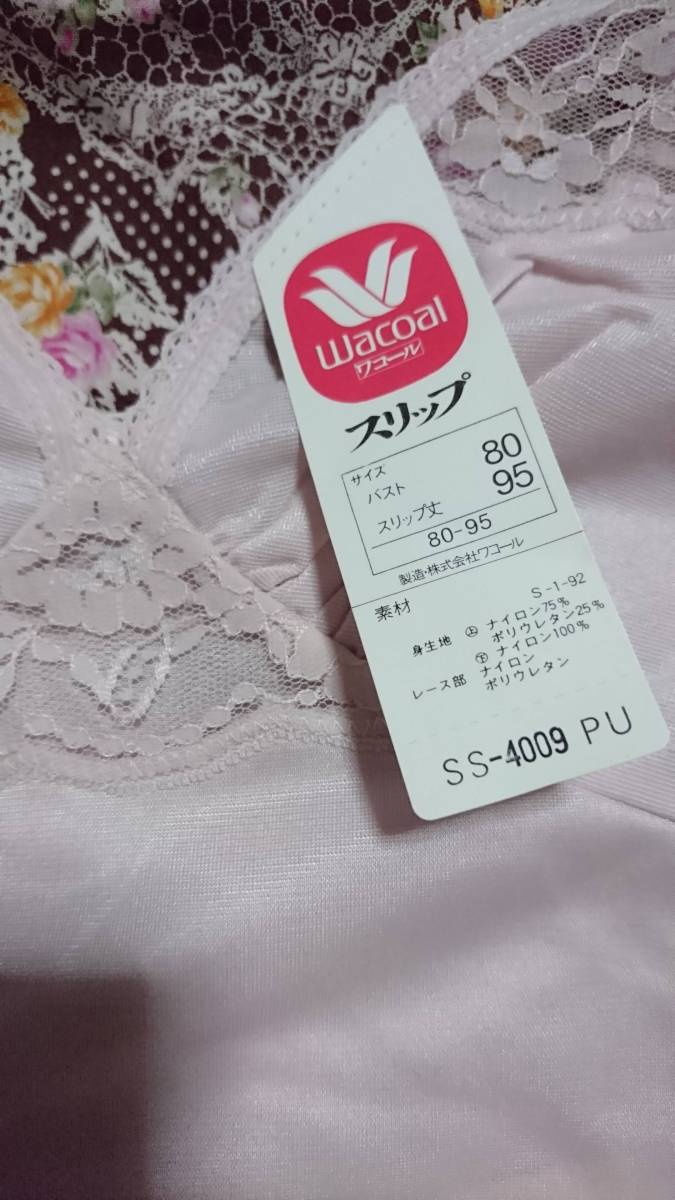 Wacoal
ワコール
スリップ
サイズ
バスト 80
スリップ丈 95
80-95
製造・株式会社ワコール
素材 S-1-92
身生地 上 ナイロン75%
ポリウレタン25%
下 ナイロン100%
レース部 ナイロン
ポリウレタン
SS-4009 PU